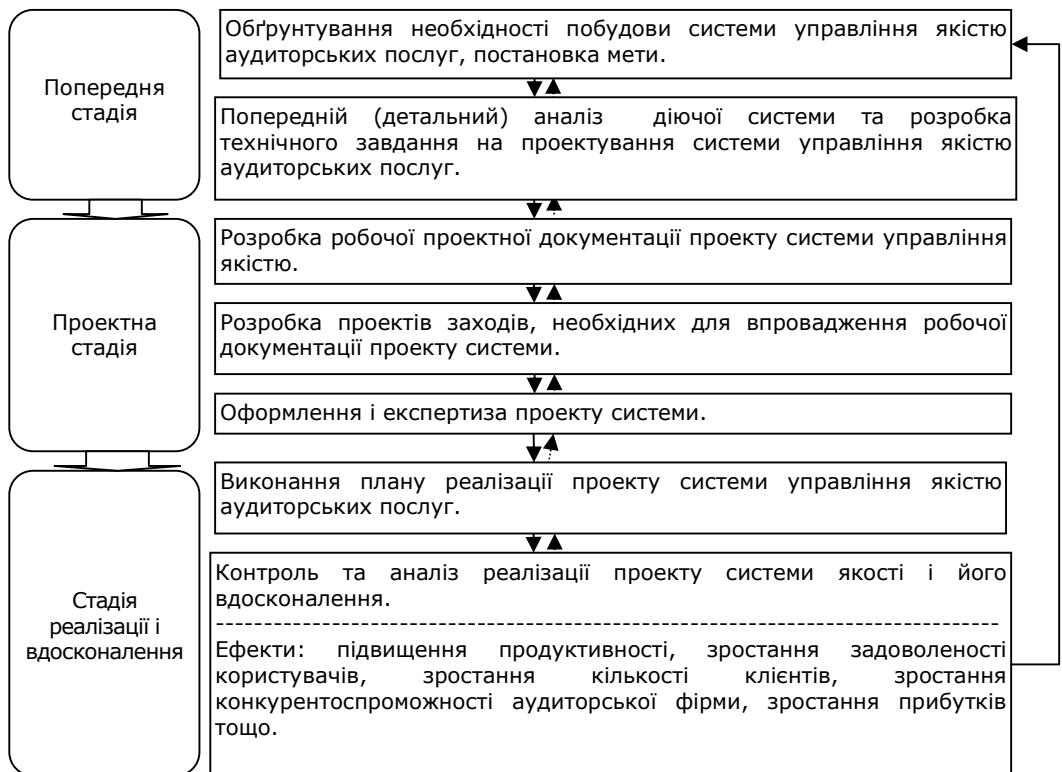 Попередня
стадія
Обґрунтування необхідності побудови системи управління якістю
аудиторських послуг, постановка мети.
Попередній (детальний) аналіз діючої системи та розробка
технічного завдання на проектування системи управління якістю
аудиторських послуг.
Проектна
стадія
Розробка робочої проектної документації проекту системи управління
якістю.
Розробка проектів заходів, необхідних для впровадження робочої
документації проекту системи.
Оформлення і експертиза проекту системи.
Стадія
реалізації і
вдосконалення
Виконання плану реалізації проекту системи управління якістю
аудиторських послуг.
Контроль та аналіз реалізації проекту системи якості і його
вдосконалення.
Ефекти: підвищення продуктивності, зростання задоволеності
користувачів, зростання кількості клієнтів, зростання
конкурентоспроможності аудиторської фірми, зростання прибутків
тощо.